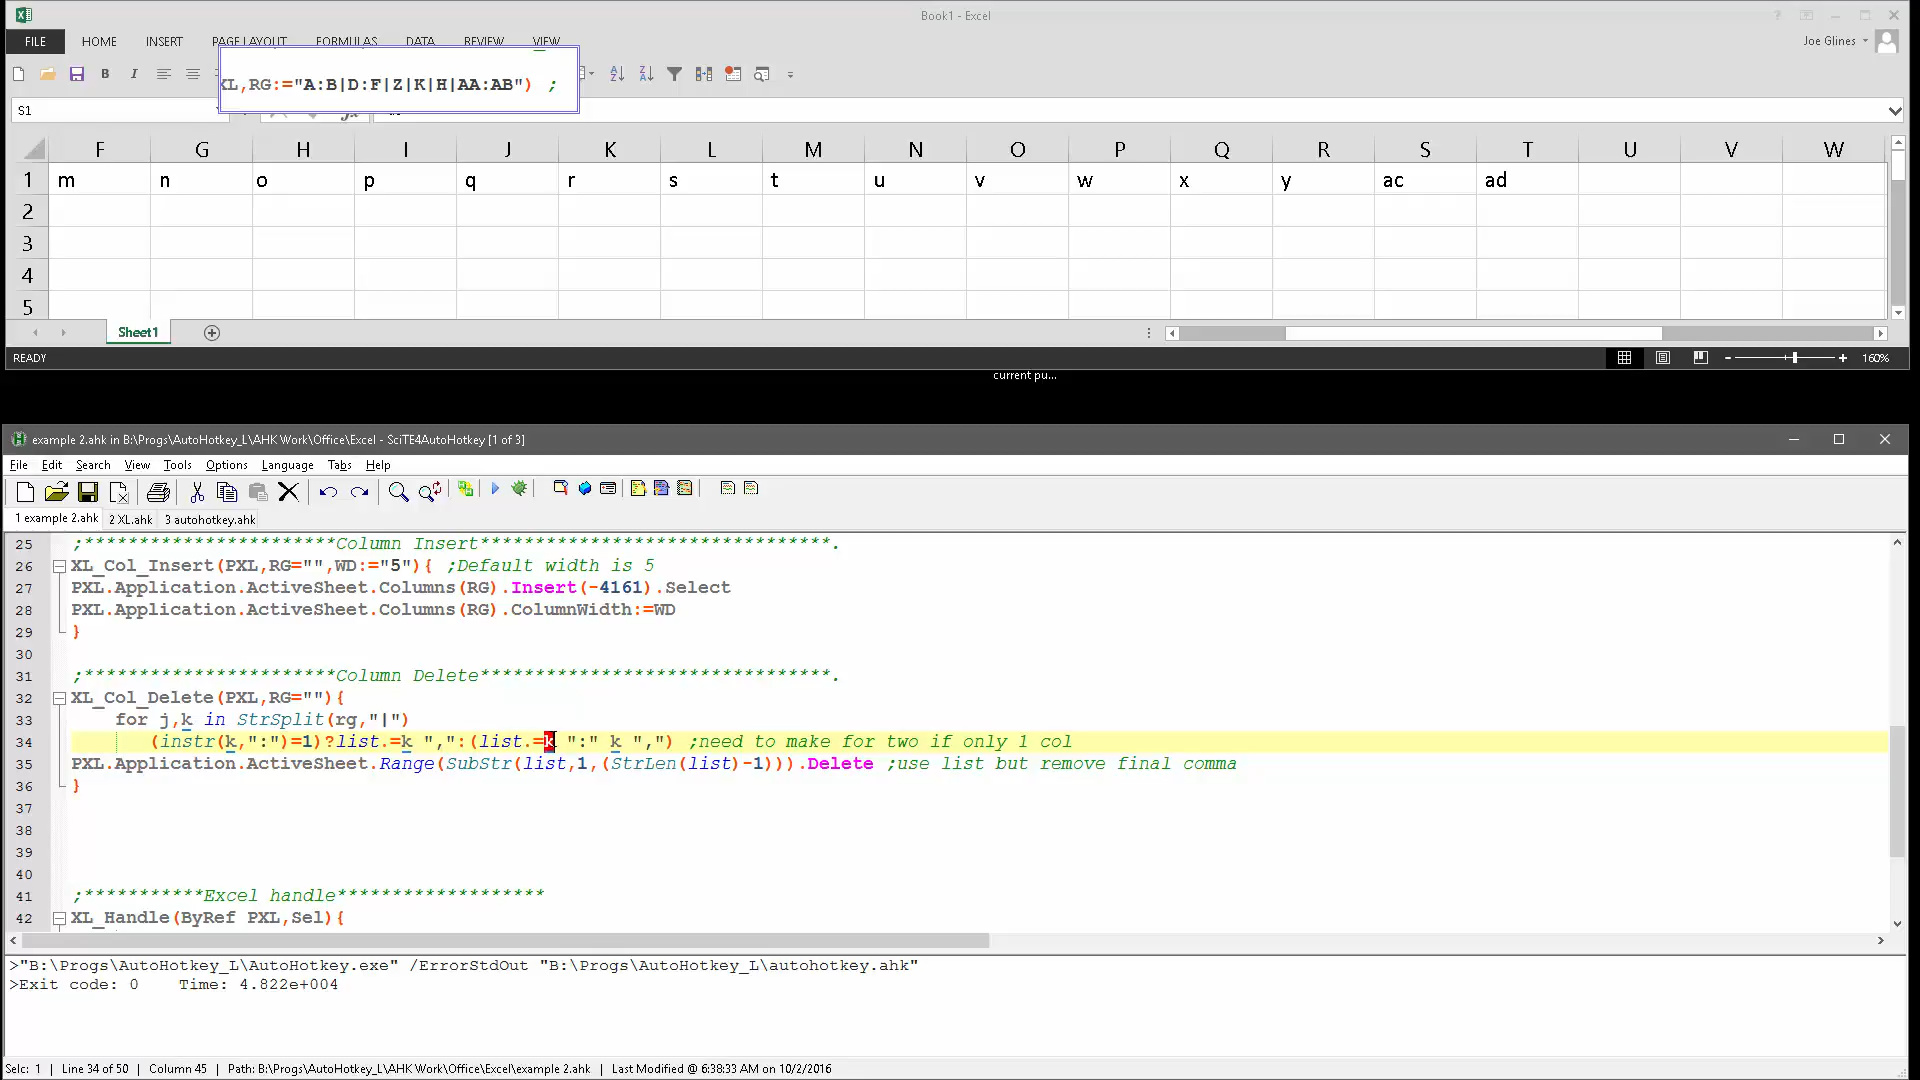 Book1 - Excel
FILE HOME INSERT PAGE LAYOUT FORMULAS DATA REVIEW VIEW Joe Glines
B I
XL,RG:="A:B|D:F|Z|K|H|AA:AB") ;
S1
F G H I J K L M N O P Q R S T U V W
1 m n o p q r s t u v w x y ac ad
2
3
4
5
Sheet1
READY 160%
current pu...
example 2.ahk in B:\Progs\AutoHotkey_L\AHK Work\Office\Excel - SciTE4AutoHotkey [1 of 3]
File Edit Search View Tools Options Language Tabs Help
1 example 2.ahk 2 XL.ahk 3 autohotkey.ahk
25 ;***********************Column Insert********************************.
26 XL_Col_Insert(PXL,RG="",WD:="5"){ ;Default width is 5
27 PXL.Application.ActiveSheet.Columns(RG).Insert(-4161).Select
28 PXL.Application.ActiveSheet.Columns(RG).ColumnWidth:=WD
29 }
30
31 ;***********************Column Delete********************************.
32 XL_Col_Delete(PXL,RG=""){
33 for j,k in StrSplit(rg,"|")
34 (instr(k,":")=1)?list.=k ",":(list.=k ":" k ",") ;need to make for two if only 1 col
35 PXL.Application.ActiveSheet.Range(SubStr(list,1,(StrLen(list)-1))).Delete ;use list but remove final comma
36 }
37
38
39
40
41 ;***********Excel handle*******************
42 XL_Handle(ByRef PXL,Sel){
>"B:\Progs\AutoHotkey_L\AutoHotkey.exe" /ErrorStdOut "B:\Progs\AutoHotkey_L\autohotkey.ahk"
>Exit code: 0 Time: 4.822e+004
Selc: 1 | Line 34 of 50 | Column 45 | Path: B:\Progs\AutoHotkey_L\AHK Work\Office\Excel\example 2.ahk | Last Modified @ 6:38:33 AM on 10/2/2016